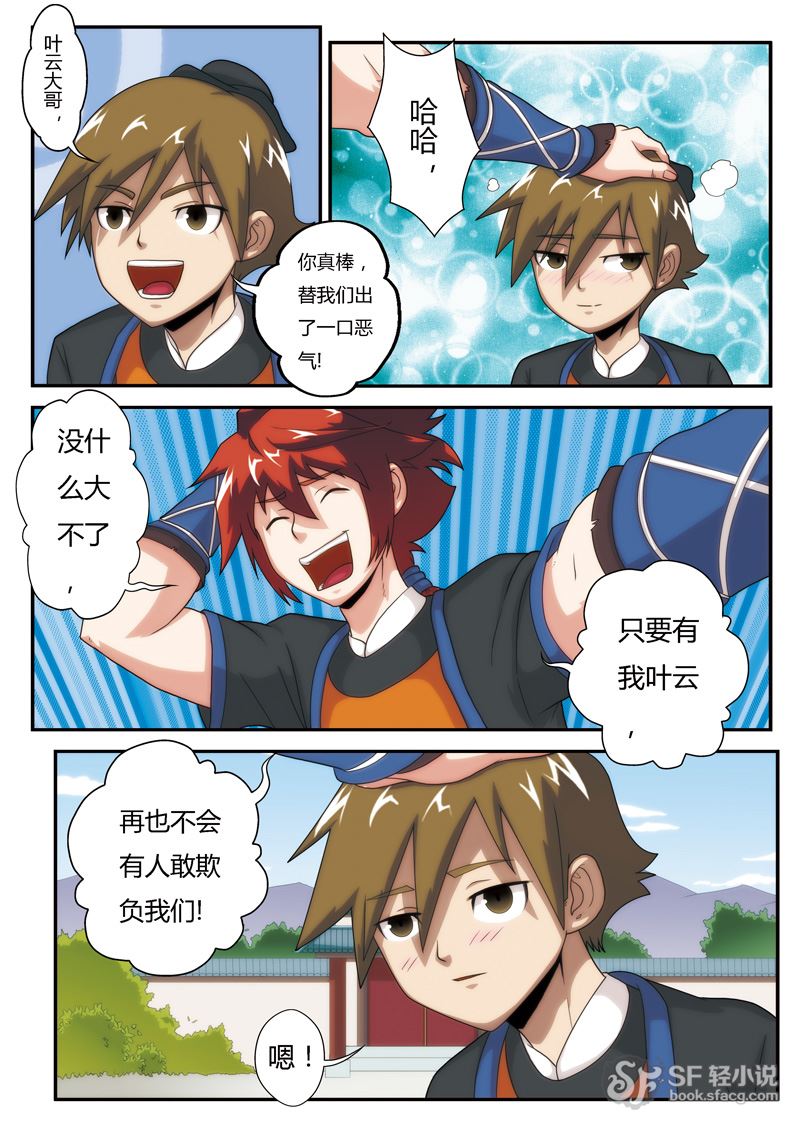 叶云大哥，
你真棒，
替我们出
了一口恶
气!
哈哈，
没什
么大
不了
，
只要有
我叶云
，
再也不会
有人敢欺
负我们!
嗯！
SF 轻小说
book.sfacg.com